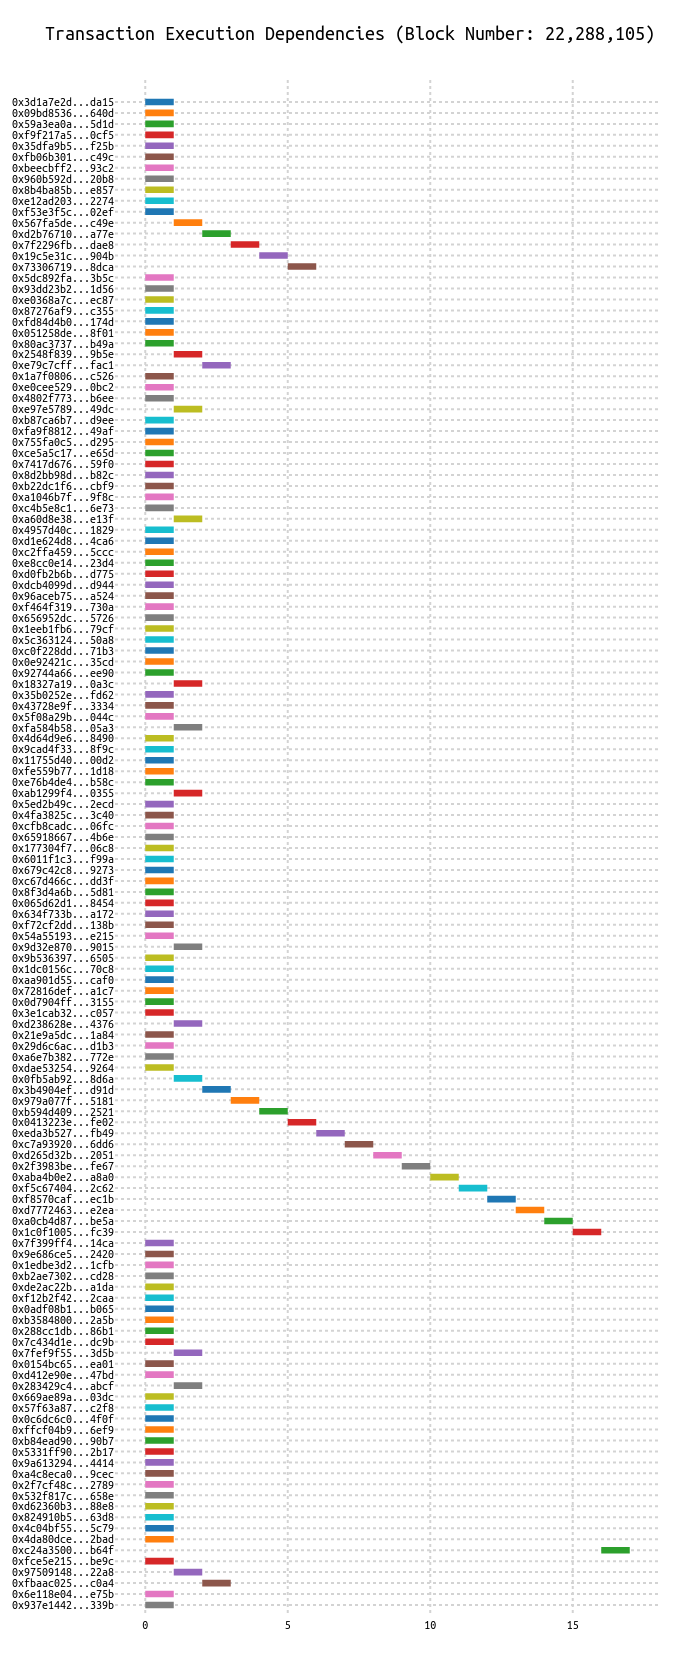 Transaction Execution Dependencies (Block Number: 22,288,105)
0x3d1a7e2d...da15
0x09bd8536...640d
0x59a3ea0a...5d1d
0xf9f217a5...0cf5
0x35dfa9b5...f25b
0xfb06b301...c49c
0xbeecbff2...93c2
0x960b592d...20b8
0x8b4ba85b...e857
0xe12ad203...2274
0xf53e3f5c...02ef
0x567fa5de...c49e
0xd2b76710...a77e
0x7f2296fb...dae8
0x19c5e31c...904b
0x73306719...8dca
0x5dc892fa...3b5c
0x93dd23b2...1d56
0xe0368a7c...ec87
0x87276af9...c355
0xfd84d4b0...174d
0x051258de...8f01
0x80ac3737...b49a
0x2548f839...9b5e
0xe79c7cff...fac1
0x1a7f0806...c526
0xe0cee529...0bc2
0x4802f773...b6ee
0xe97e5789...49dc
0xb87ca6b7...d9ee
0xfa9f8812...49af
0x755fa0c5...d295
0xce5a5c17...e65d
0x7417d676...59f0
0x8d2bb98d...b82c
0xb22dc1f6...cbf9
0xa1046b7f...9f8c
0xc4b5e8c1...6e73
0xa60d8e38...e13f
0x4957d40c...1829
0xd1e624d8...4ca6
0xc2ffa459...5ccc
0xe8cc0e14...23d4
0xd0fb2b6b...d775
0xdcb4099d...d944
0x96aceb75...a524
0xf464f319...730a
0x656952dc...5726
0x1eeb1fb6...79cf
0x5c363124...50a8
0xc0f228dd...71b3
0x0e92421c...35cd
0x92744a66...ee90
0x18327a19...0a3c
0x35b0252e...fd62
0x43728e9f...3334
0x5f08a29b...044c
0xfa584b58...05a3
0x4d64d9e6...8490
0x9cad4f33...8f9c
0x11755d40...00d2
0xfe559b77...1d18
0xe76b4de4...b58c
0xab1299f4...0355
0x5ed2b49c...2ecd
0x4fa3825c...3c40
0xcfb8cadc...06fc
0x65918667...4b6e
0x177304f7...06c8
0x6011f1c3...f99a
0x679c42c8...9273
0xc67d466c...dd3f
0x8f3d4a6b...5d81
0x065d62d1...8454
0x634f733b...a172
0xf72cf2dd...138b
0x54a55193...e215
0x9d32e870...9015
0x9b536397...6505
0x1dc0156c...70c8
0xaa901d55...caf0
0x72816def...a1c7
0x0d7904ff...3155
0x3e1cab32...c057
0xd238628e...4376
0x21e9a5dc...1a84
0x29d6c6ac...d1b3
0xa6e7b382...772e
0xdae53254...9264
0x0fb5ab92...8d6a
0x3b4904ef...d91d
0x979a077f...5181
0xb594d409...2521
0x0413223e...fe02
0xeda3b527...fb49
0xc7a93920...6dd6
0xd265d32b...2051
0x2f3983be...fe67
0xaba4b0e2...a8a0
0xf5c67404...2c62
0xf8570caf...ec1b
0xd7772463...e2ea
0xa0cb4d87...be5a
0x1c0f1005...fc39
0x7f399ff4...14ca
0x9e686ce5...2420
0x1edbe3d2...1cfb
0xb2ae7302...cd28
0xde2ac22b...a1da
0xf12b2f42...2caa
0x0adf08b1...b065
0xb3584800...2a5b
0x288cc1db...86b1
0x7c434d1e...dc9b
0x7fef9f55...3d5b
0x0154bc65...ea01
0xd412e90e...47bd
0x283429c4...abcf
0x669ae89a...03dc
0x57f63a87...c2f8
0x0c6dc6c0...4f0f
0xffcf04b9...6ef9
0xb84ead90...90b7
0x5331ff90...2b17
0x9a613294...4414
0xa4c8eca0...9cec
0x2f7cf48c...2789
0x532f817c...658e
0xd62360b3...88e8
0x824910b5...63d8
0x4c04bf55...5c79
0x4da80dce...2bad
0xc24a3500...b64f
0xfce5e215...be9c
0x97509148...22a8
0xfbaac025...c0a4
0x6e118e04...e75b
0x937e1442...339b
0 5 10 15